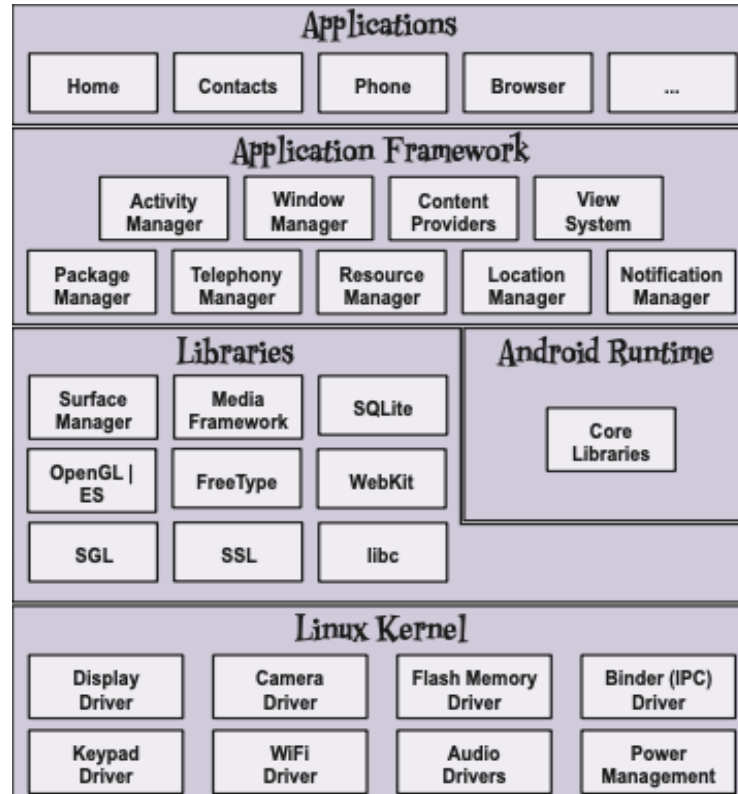 Applications
Home Contacts Phone Browser ...
Application Framework
Activity Manager
Window Manager
Content Providers
View System
Package Manager
Telephony Manager
Resource Manager
Location Manager
Notification Manager
Libraries
Surface Manager
Media Framework
SQLite
OpenGL | ES
FreeType
WebKit
SGL
SSL
libc
Android Runtime
Core Libraries
Linux Kernel
Display Driver
Camera Driver
Flash Memory Driver
Binder (IPC) Driver
Keypad Driver
WiFi Driver
Audio Drivers
Power Management